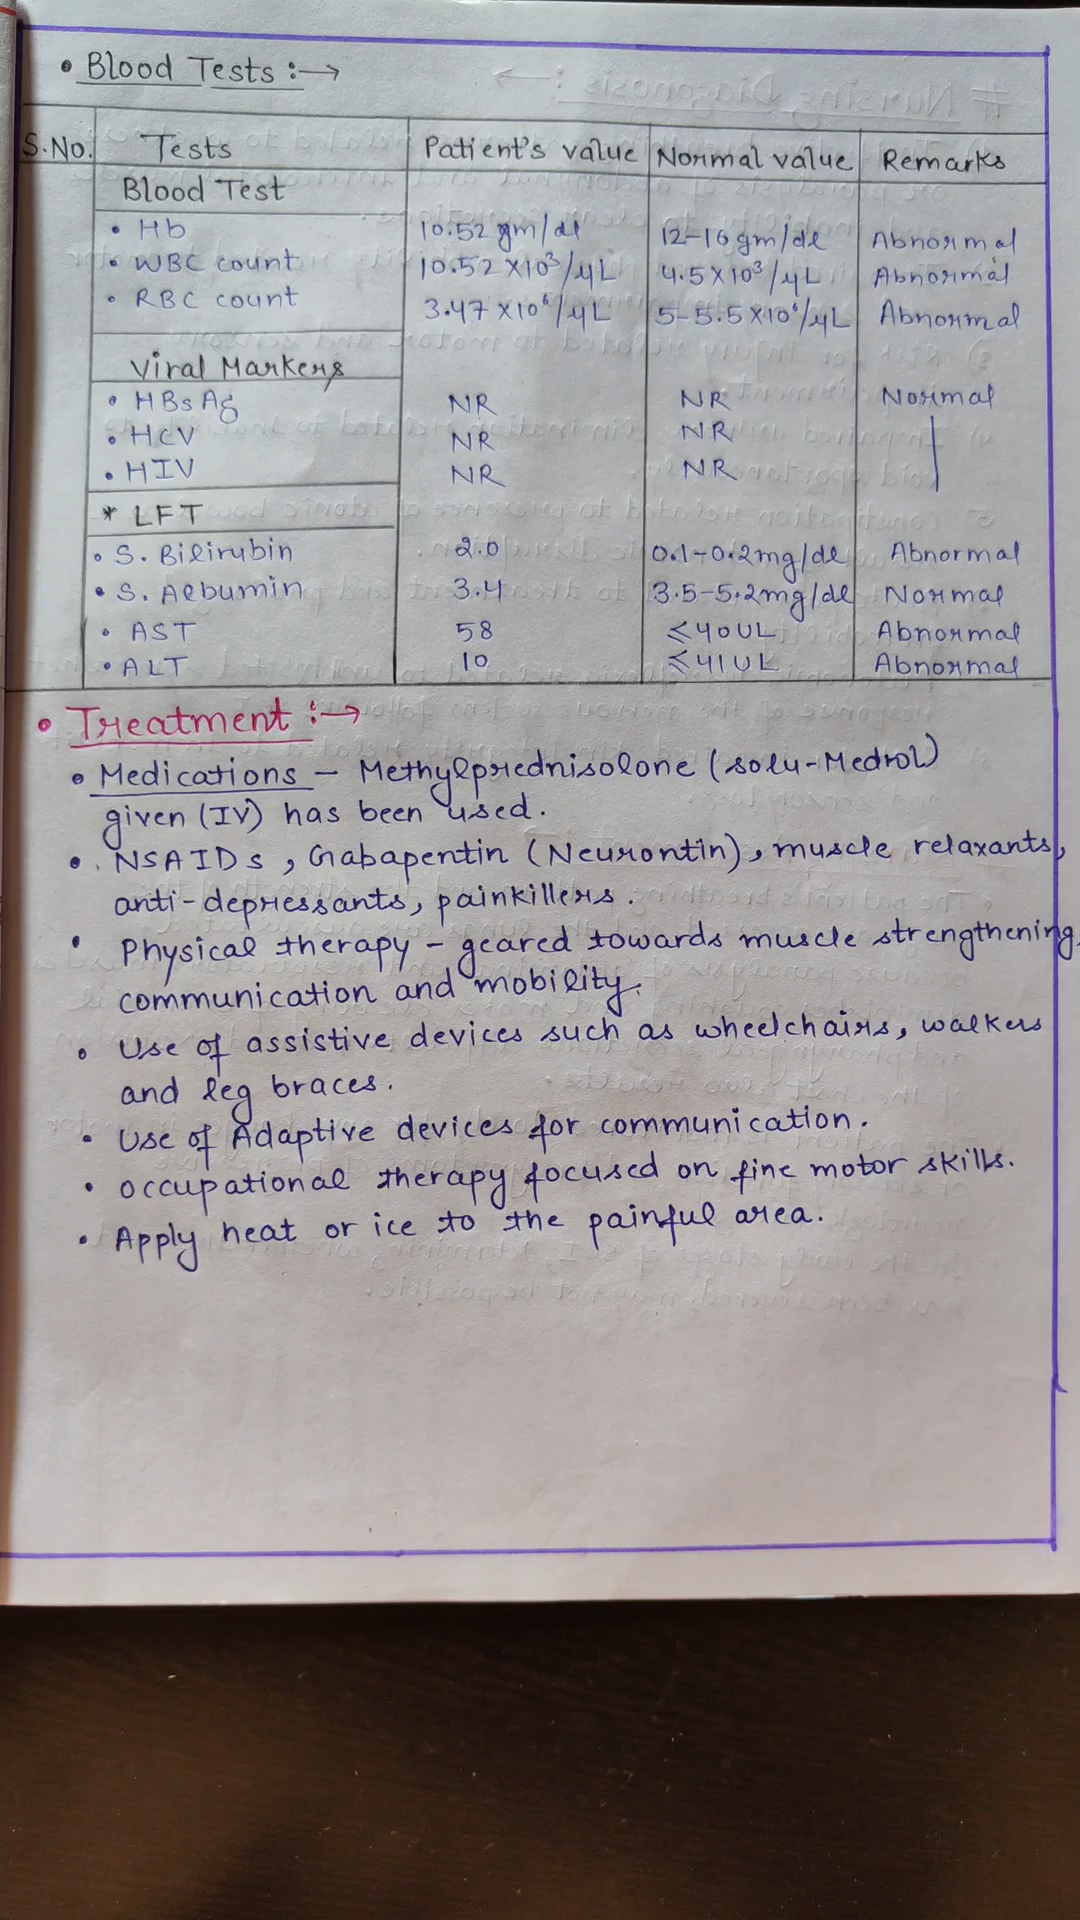 • Blood Tests :→
S.No. Tests Patient's value Normal value Remarks
Blood Test
• Hb 10.52 gm/dl 12-16 gm/dl Abnormal
• WBC count 10.52 X10³/µL 4.5X10³/µL Abnormal
• RBC count 3.47 X10⁶/µL 5-5.5X10⁶/µL Abnormal
Viral Markers
• HBsAg NR NR Normal
• HCV NR NR
• HIV NR NR
* LFT
• S. Bilirubin 2.0 0.1-0.2mg/dl Abnormal
• S. Albumin 3.4 3.5-5.2mg/dl Normal
• AST 58 ≤40UL Abnormal
• ALT 10 ≤41UL Abnormal
• Treatment :→
• Medications - Methylprednisolone (solu-Medrol)
given (IV) has been used.
• NSAIDs, Gabapentin (Neurontin), muscle relaxants,
anti-depressants, painkillers.
• Physical therapy - geared towards muscle strengthening,
communication and mobility.
• Use of assistive devices such as wheelchairs, walkers
and leg braces.
• Use of Adaptive devices for communication.
• occupational therapy focused on fine motor skills.
• Apply heat or ice to the painful area.